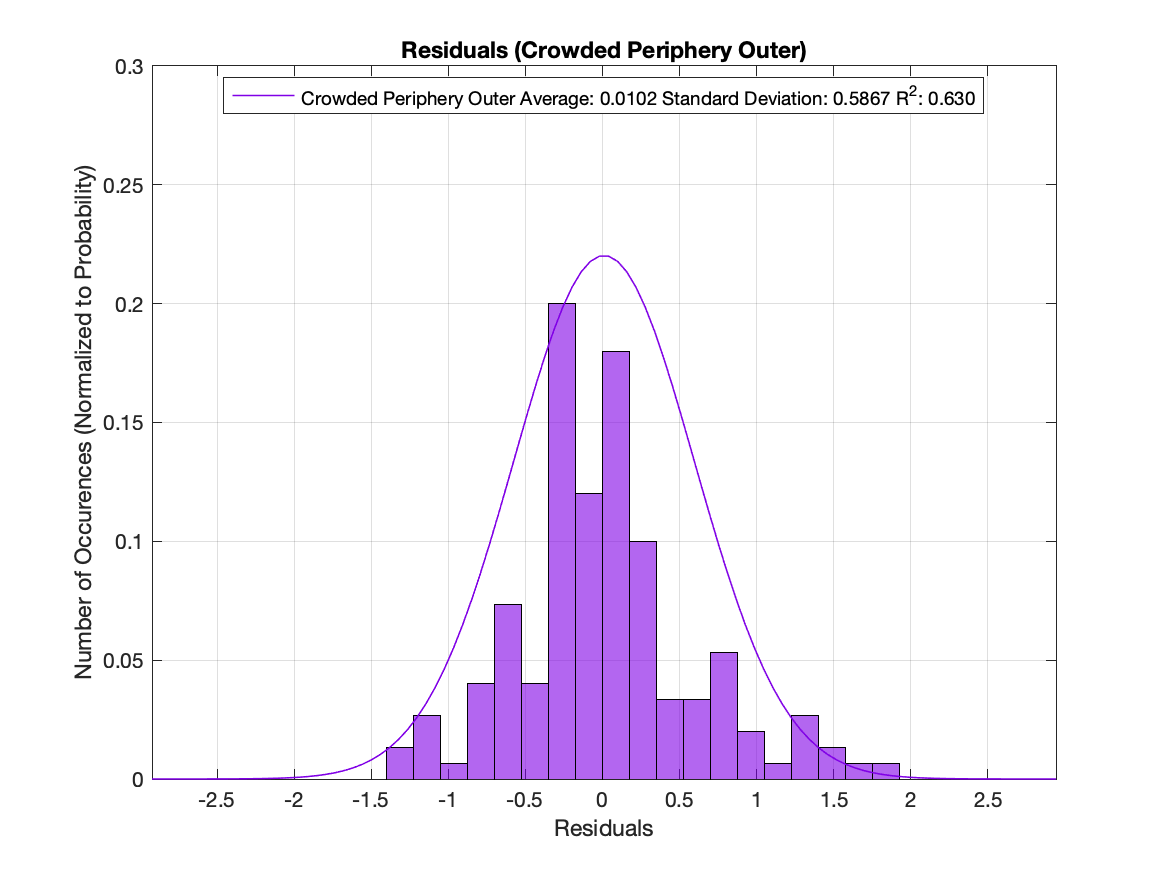 Residuals (Crowded Periphery Outer)
Crowded Periphery Outer Average: 0.0102 Standard Deviation: 0.5867 R²: 0.630
Number of Occurences (Normalized to Probability)
0.3
0.25
0.2
0.15
0.1
0.05
0
-2.5 -2 -1.5 -1 -0.5 0 0.5 1 1.5 2 2.5
Residuals